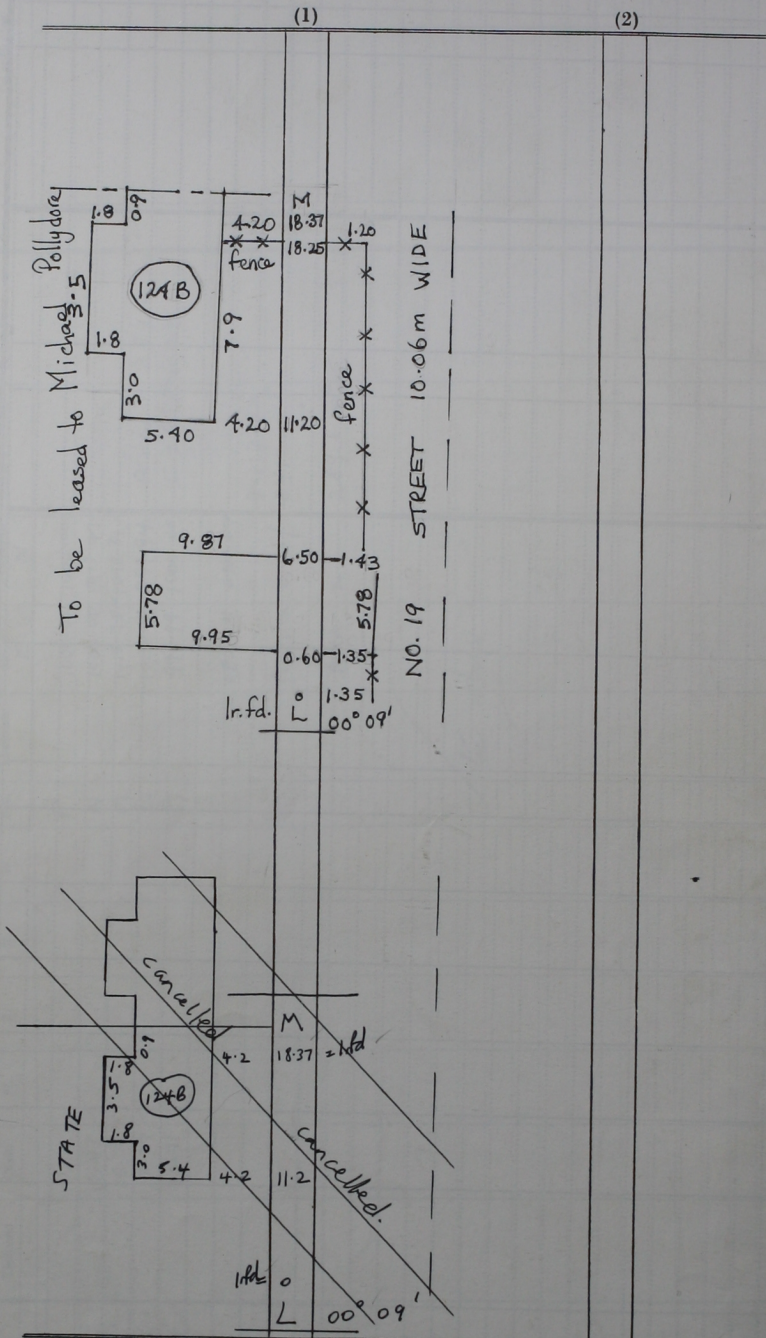 (1)
(2)
M
0.9
1.8
4.20
18.37
1.20
18.25
fence
To be leased to Michael Pollydore
3.5
124B
7.9
1.8
3.0
fence
NO. 19 STREET 10.06m WIDE
5.40
4.20
11.20
9.87
6.50
1.43
5.78
5.78
9.95
0.60
1.35
1.35
Ir.fd.
0
L
00° 09'
cancelled
M
0.9
4.2
18.37
= Ifd
1.8
3.5
124B
STATE
1.8
3.0
5.4
4.2
11.2
cancelled.
Ifd=
0
L
00° 09'